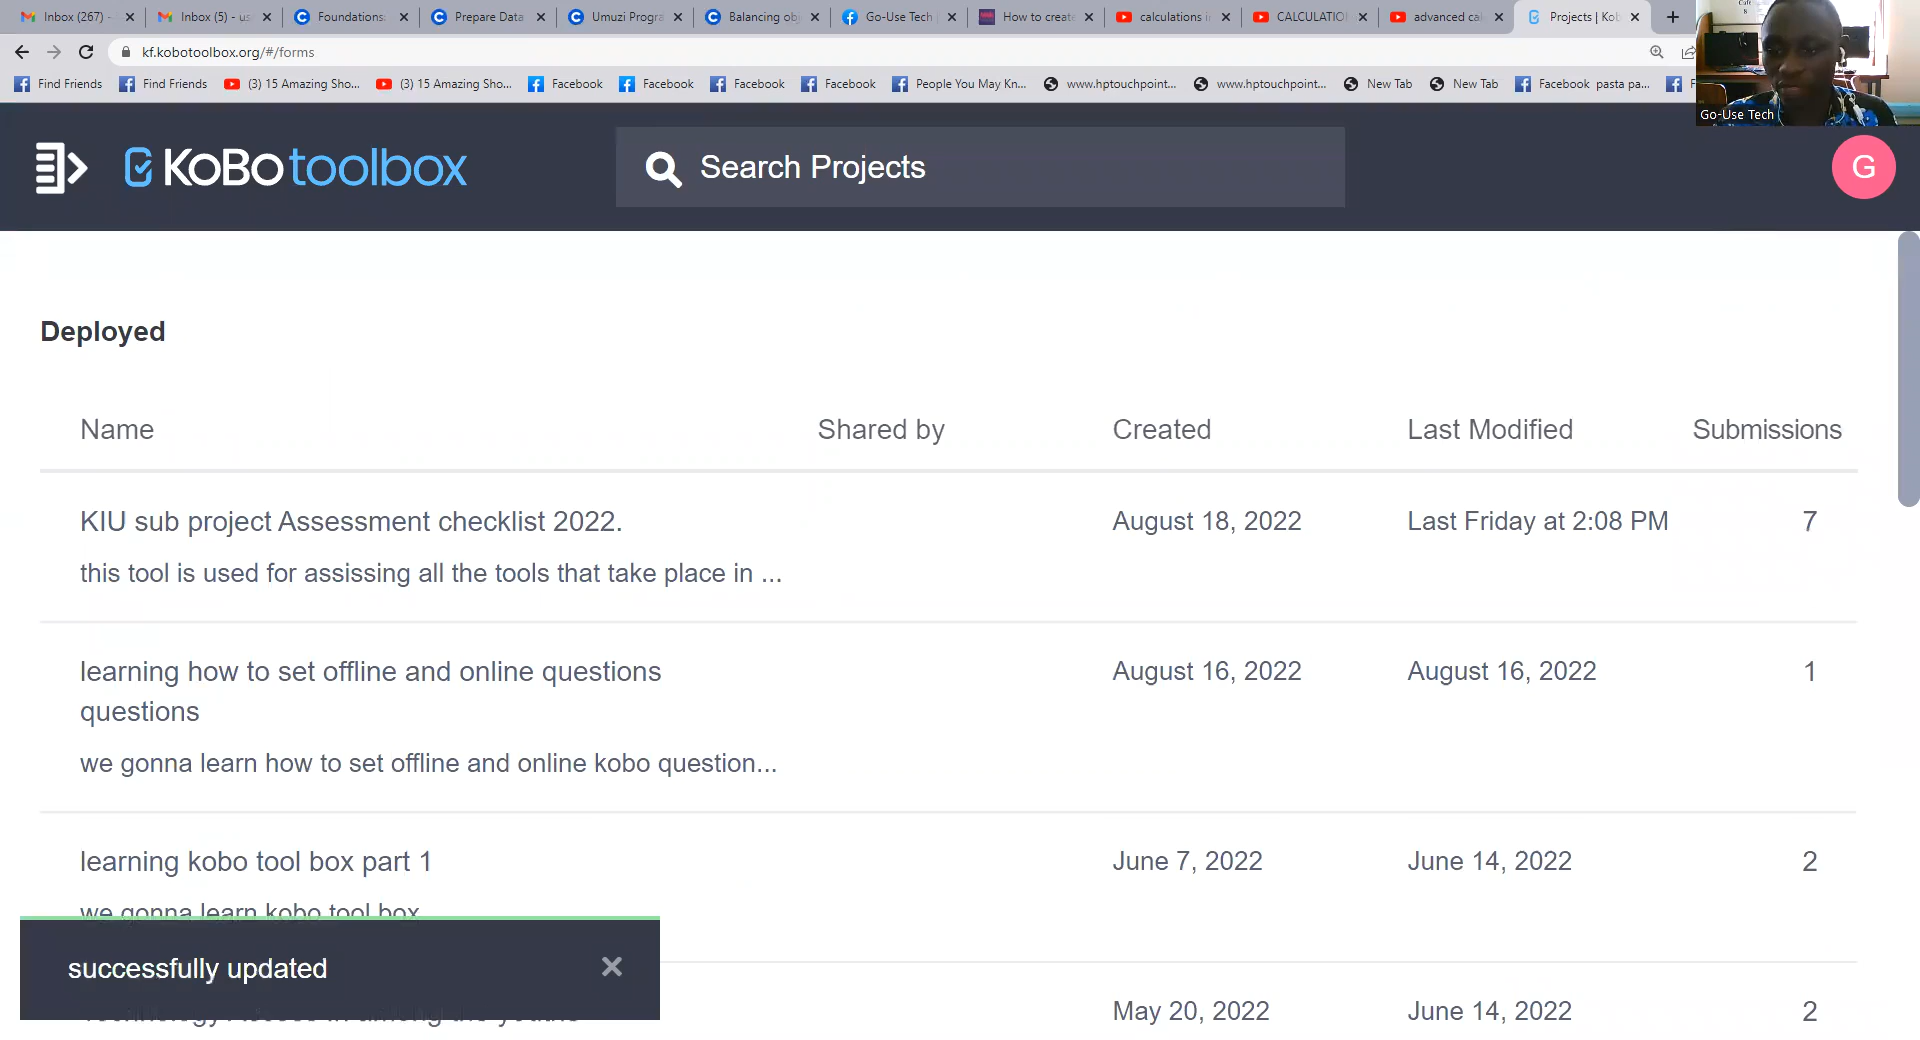 Inbox (267) -
Inbox (5) - us
Foundations:
Prepare Data
Umuzi Progra
Balancing obj
Go-Use Tech
How to create
calculations i
CALCULATIO
advanced cal
Projects | Kob
kf.kobotoolbox.org/#/forms
Find Friends
Find Friends
(3) 15 Amazing Sho...
(3) 15 Amazing Sho...
Facebook
Facebook
Facebook
Facebook
People You May Kn...
www.hptouchpoint...
www.hptouchpoint...
New Tab
New Tab
Facebook pasta pa...
F
Go-Use Tech
KoBo toolbox
Search Projects
G
Deployed
Name Shared by Created Last Modified Submissions
KIU sub project Assessment checklist 2022. August 18, 2022 Last Friday at 2:08 PM 7
this tool is used for assissing all the tools that take place in ...
learning how to set offline and online questions August 16, 2022 August 16, 2022 1
questions
we gonna learn how to set offline and online kobo question...
learning kobo tool box part 1 June 7, 2022 June 14, 2022 2
we gonna learn kobo tool box
successfully updated
May 20, 2022 June 14, 2022 2